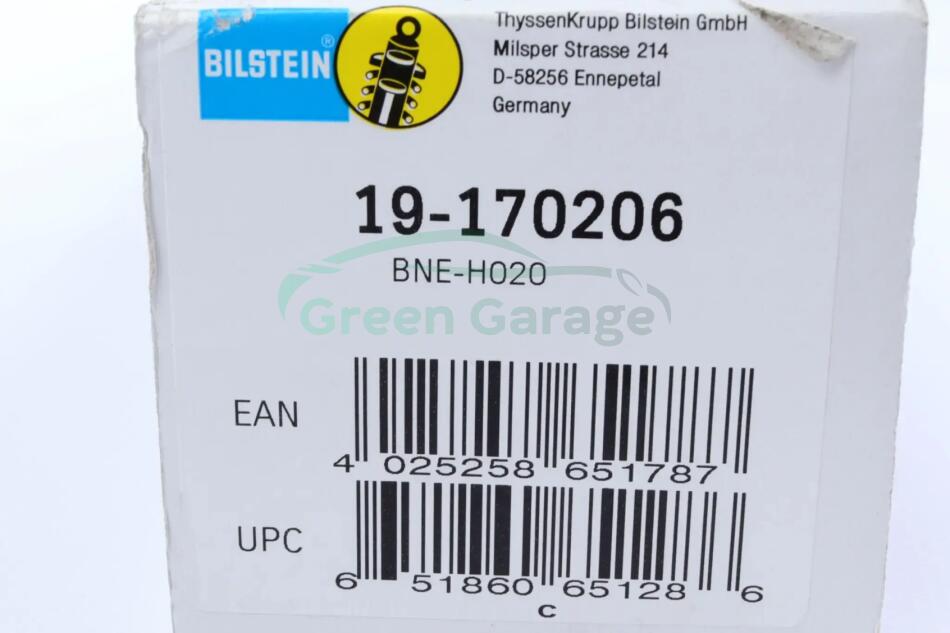 BILSTEIN®
ThyssenKrupp Bilstein GmbH
Milsper Strasse 214
D-58256 Ennepetal
Germany
19-170206
BNE-H020
Green Garage
EAN
4 025258 651787
UPC
6 51860 65128 6
C